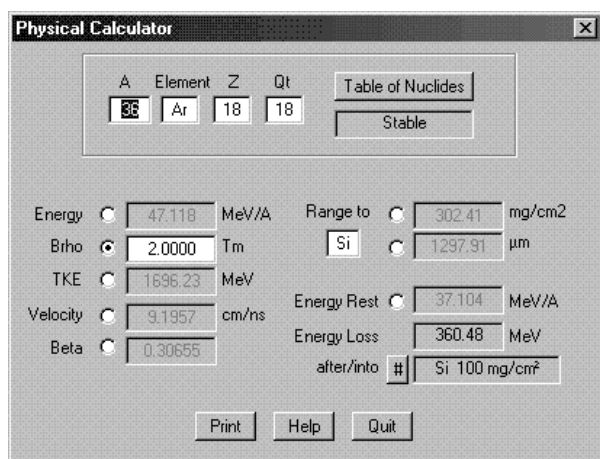 Physical Calculator
A Element Z Qt
36 Ar 18 18
Table of Nuclides
Stable
Energy 47.118 MeV/A
Brho 2.0000 Tm
TKE 1696.23 MeV
Velocity 9.1957 cm/ns
Beta 0.30655
Range to 302.41 mg/cm2
Si 1297.91 µm
Energy Rest 37.104 MeV/A
Energy Loss 360.48 MeV
after/into # Si 100 mg/cm²
Print Help Quit